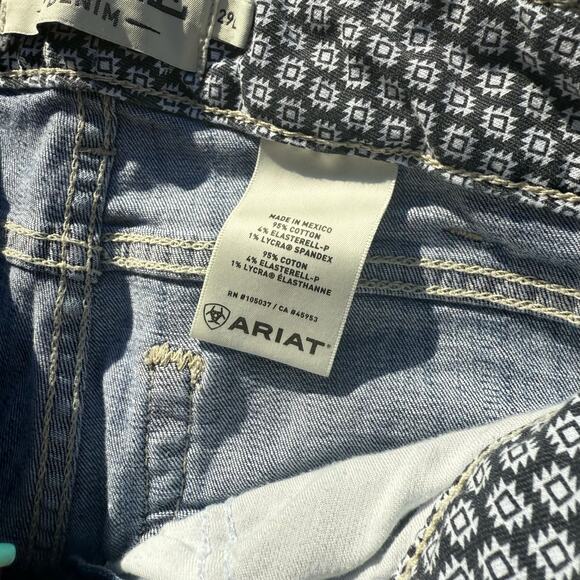 DENIM
29L
MADE IN MEXICO
95% COTTON
4% ELASTERELL-P
1% LYCRA® SPANDEX
95% COTON
4% ELASTERELL-P
1% LYCRA® ÉLASTHANNE
RN #105037 / CA #45953
ARIAT